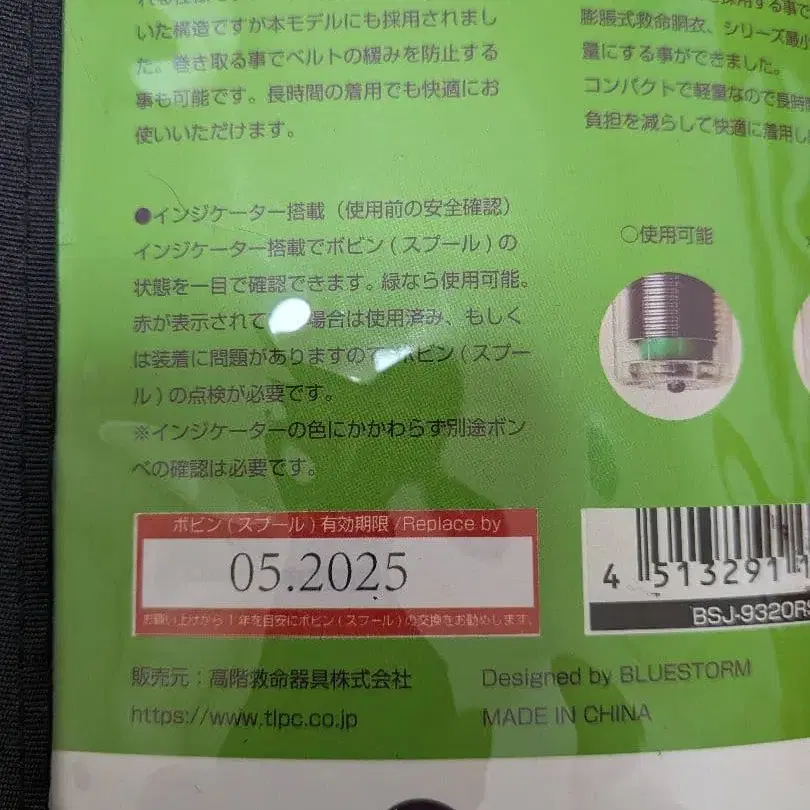 いた構造ですが本モデルにも採用されまし
た。巻き取る事でベルトの緩みを防止する
事も可能です。長時間の着用でも快適にお
使いいただけます。
膨脹式救命胴衣、シリーズ最小
量にする事ができました。
コンパクトで軽量なので長時
負担を減らして快適に着用し
●インジケーター搭載（使用前の安全確認）
インジケーター搭載でボビン(スプール)の
状態を一目で確認できます。緑なら使用可能。
赤が表示されて 場合は使用済み、もしく
は装着に問題がありますので ボビン(スプー
ル)の点検が必要です。
※インジケーターの色にかかわらず別途ボン
ベの確認は必要です。
○使用可能
ボビン(スプール)有効期限/Replace by
05.2025
お買い上げから1年を目安にボビン(スプール)の交換をお勧めします。
4 513291 1
BSJ-9320RS
販売元：高階救命器具株式会社
https://www.tlpc.co.jp
Designed by BLUESTORM
MADE IN CHINA